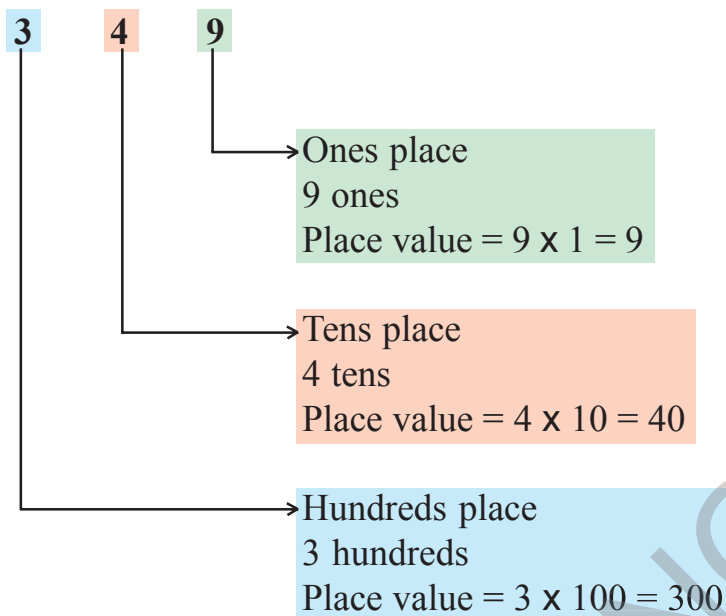 3 4 9
Ones place
9 ones
Place value = 9 x 1 = 9
Tens place
4 tens
Place value = 4 x 10 = 40
Hundreds place
3 hundreds
Place value = 3 x 100 = 300